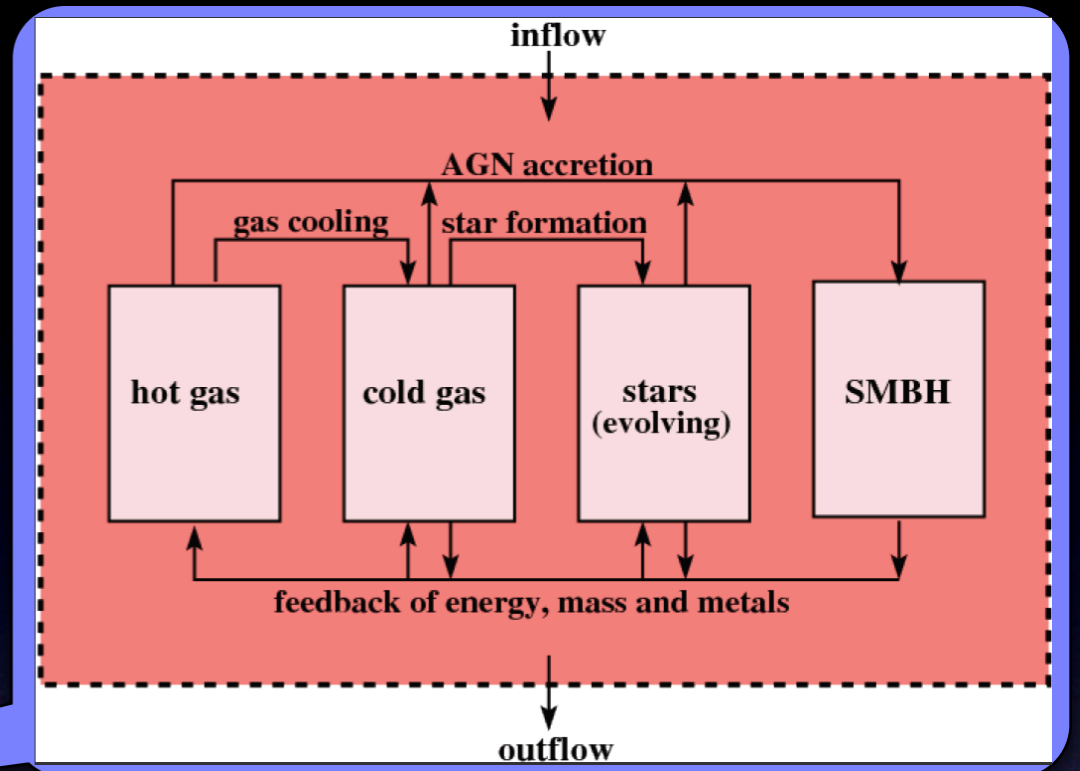 inflow
AGN accretion
gas cooling
star formation
hot gas
cold gas
stars
(evolving)
SMBH
feedback of energy, mass and metals
outflow